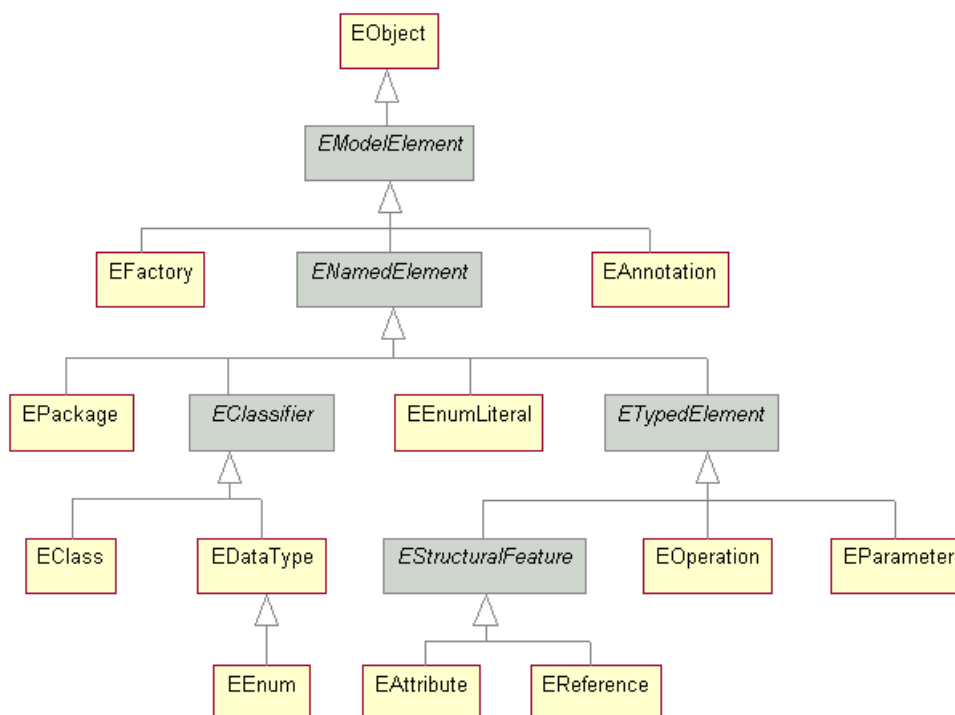 EObject
EModelElement
EFactory
ENamedElement
EAnnotation
EPackage
EClassifier
EEnumLiteral
ETypedElement
EClass
EDataType
EStructuralFeature
EOperation
EParameter
EEnum
EAttribute
EReference